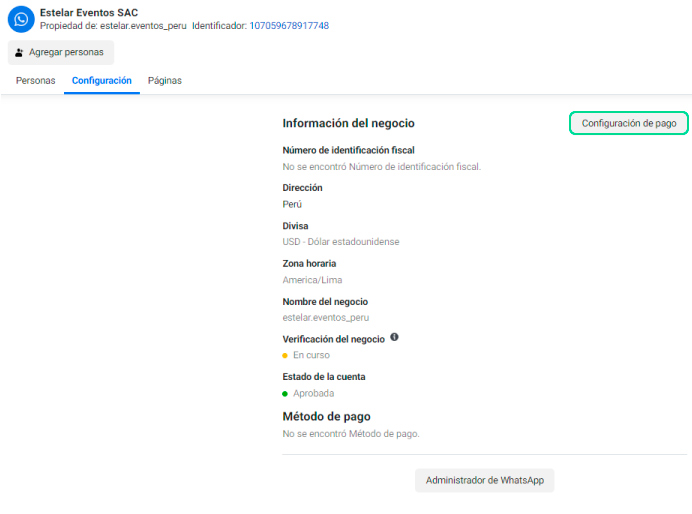 Estelar Eventos SAC
Propiedad de: estelar.eventos_peru Identificador: 107059678917748
Agregar personas
Personas Configuración Páginas
Información del negocio Configuración de pago
Número de identificación fiscal
No se encontró Número de identificación fiscal.
Dirección
Perú
Divisa
USD - Dólar estadounidense
Zona horaria
America/Lima
Nombre del negocio
estelar.eventos_peru
Verificación del negocio
En curso
Estado de la cuenta
Aprobada
Método de pago
No se encontró Método de pago.
Administrador de WhatsApp